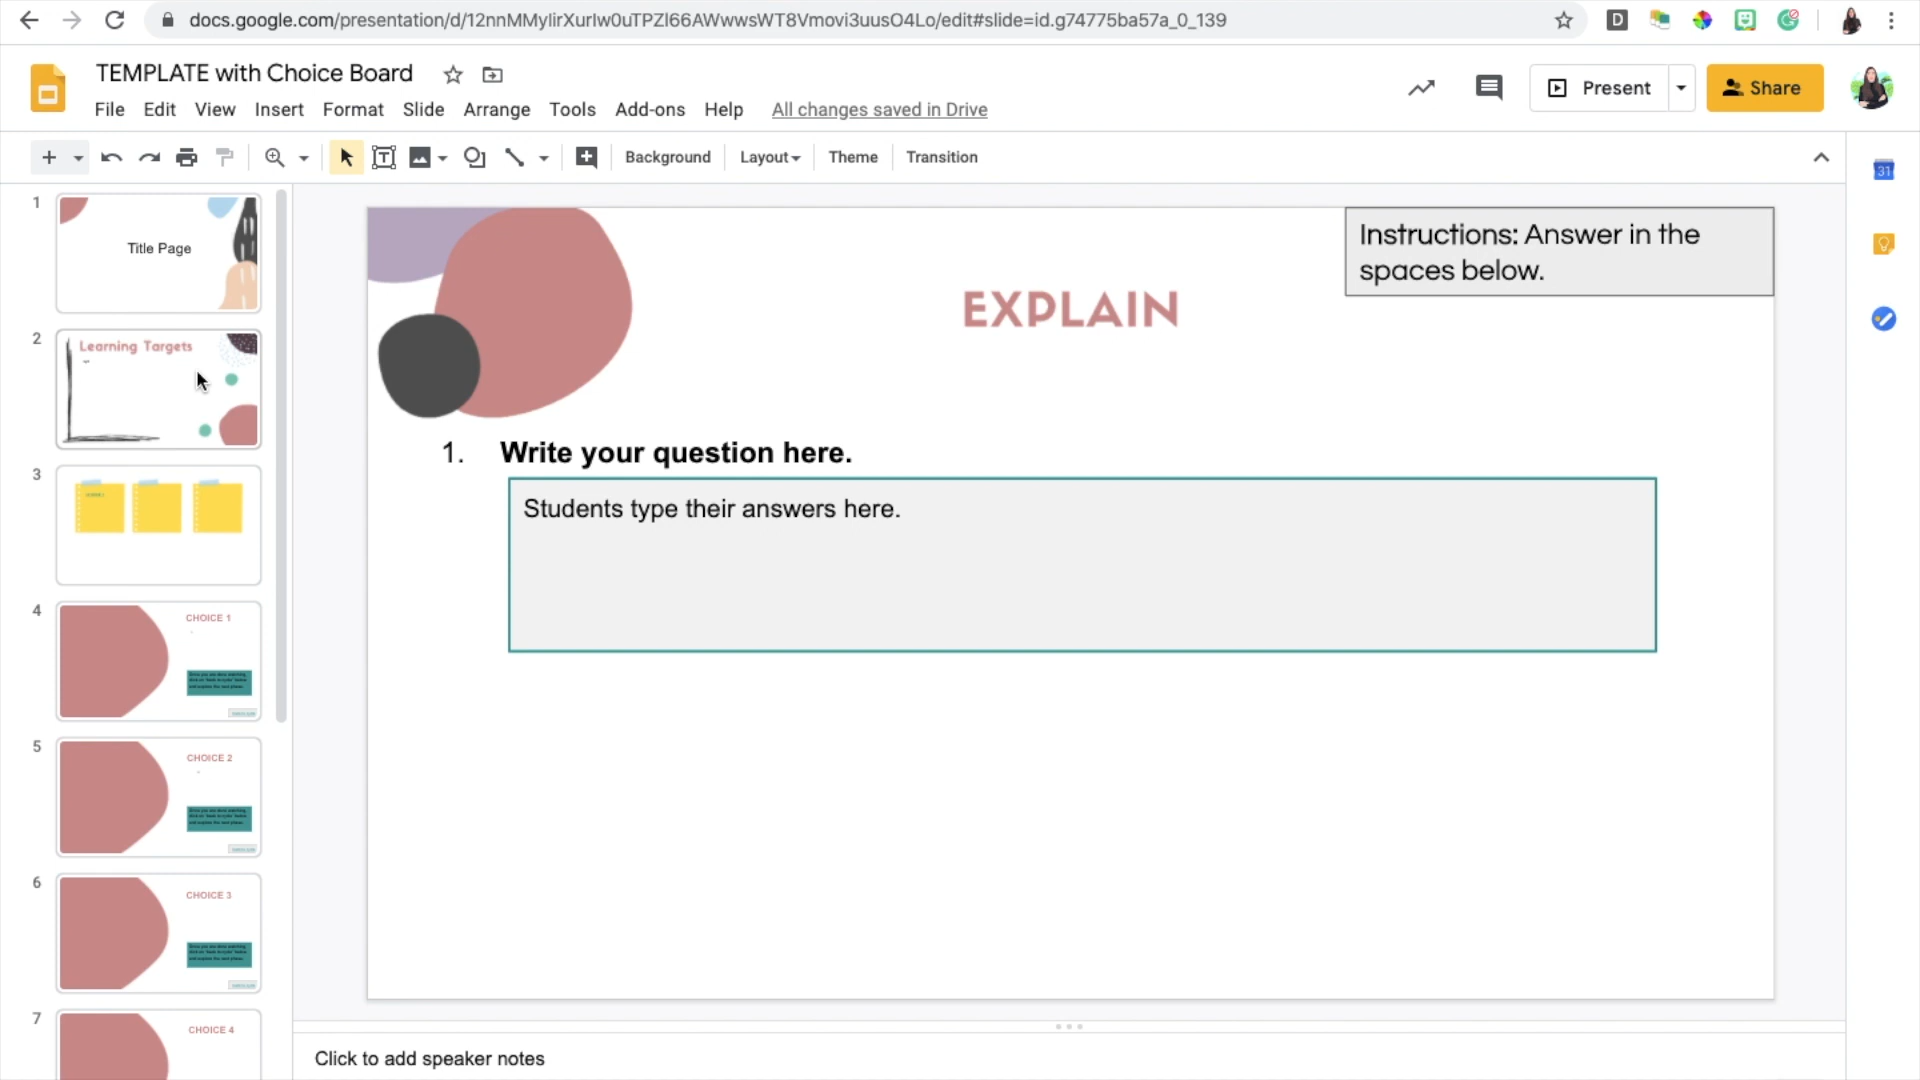 docs.google.com/presentation/d/12nnMMyIirXurIw0uTPZl66AWwwsWT8Vmovi3uusO4Lo/edit#slide=id.g74775ba57a_0_139
D
TEMPLATE with Choice Board
File Edit View Insert Format Slide Arrange Tools Add-ons Help All changes saved in Drive
Present
Share
Background Layout Theme Transition
31
1
Title Page
2
Learning Targets
3
4
CHOICE 1
5
CHOICE 2
6
CHOICE 3
7
CHOICE 4
Instructions: Answer in the
spaces below.
EXPLAIN
1. Write your question here.
Students type their answers here.
Click to add speaker notes